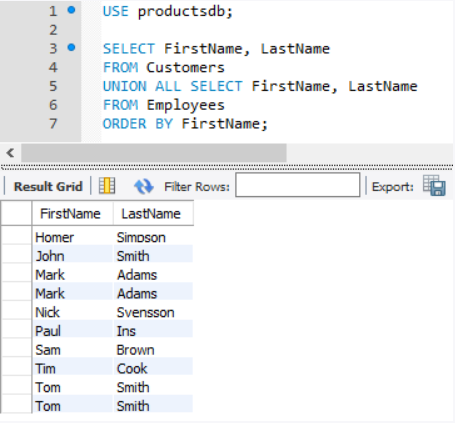 1 USE productsdb;
2
3 SELECT FirstName, LastName
4 FROM Customers
5 UNION ALL SELECT FirstName, LastName
6 FROM Employees
7 ORDER BY FirstName;
Result Grid Filter Rows: Export:
FirstName LastName
Homer Simpson
John Smith
Mark Adams
Mark Adams
Nick Svensson
Paul Ins
Sam Brown
Tim Cook
Tom Smith
Tom Smith